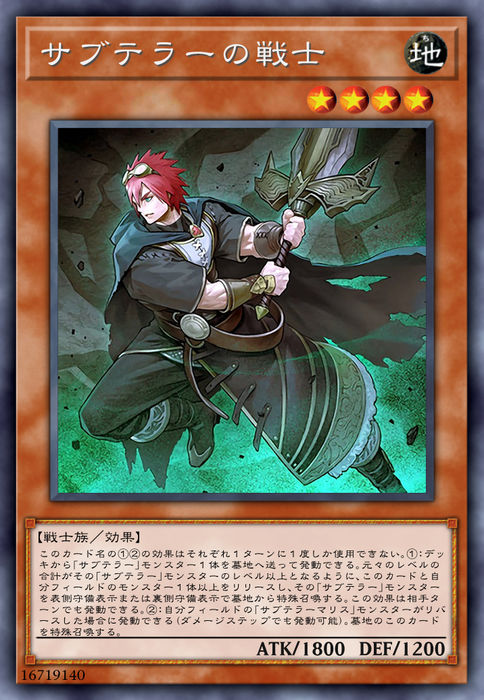 サブテラーの戦士
地
ち
【戦士族/効果】
このカード名の①②の効果はそれぞれ1ターンに1度しか使用できない。①:デッ
キから「サブテラー」モンスター1体を墓地へ送って発動できる。元々のレベルの
合計がその「サブテラー」モンスターのレベル以上となるように、このカードと自
分フィールドのモンスター1体以上をリリースし、その「サブテラー」モンスター
を表側守備表示または裏側守備表示で墓地から特殊召喚する。この効果は相手タ
ーンでも発動できる。②:自分フィールドの「サブテラーマリス」モンスターがリバ
ースした場合に発動できる(ダメージステップでも発動可能)。墓地のこのカード
を特殊召喚する。
ATK/1800 DEF/1200
16719140